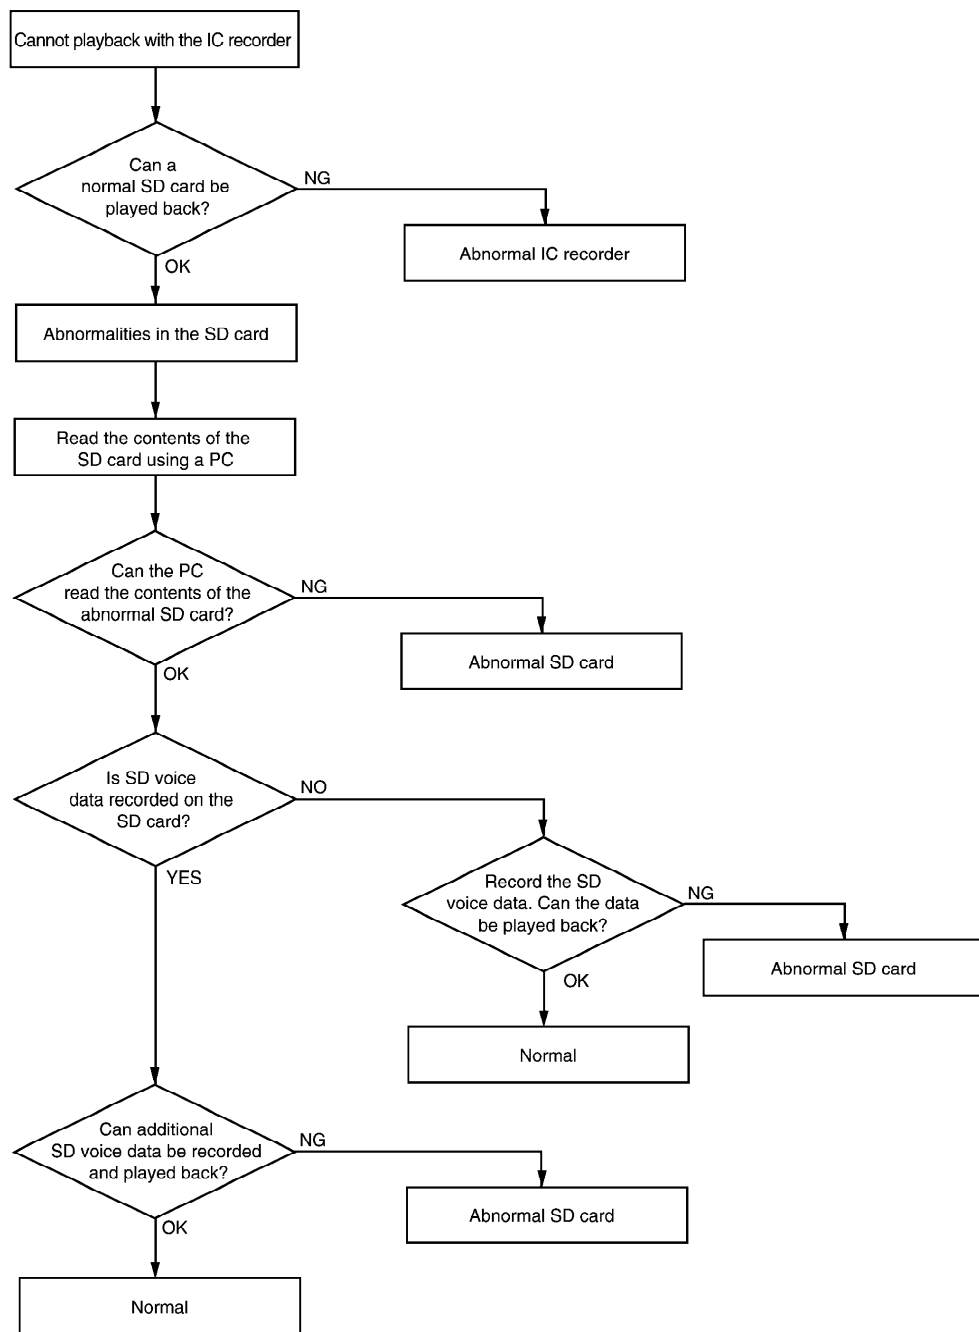 Cannot playback with the IC recorder
Can a
normal SD card be
played back?
NG
Abnormal IC recorder
OK
Abnormalities in the SD card
Read the contents of the
SD card using a PC
Can the PC
read the contents of the
abnormal SD card?
NG
Abnormal SD card
OK
Is SD voice
data recorded on the
SD card?
NO
YES
Record the SD
voice data. Can the data
be played back?
NG
Abnormal SD card
OK
Normal
Can additional
SD voice data be recorded
and played back?
NG
Abnormal SD card
OK
Normal